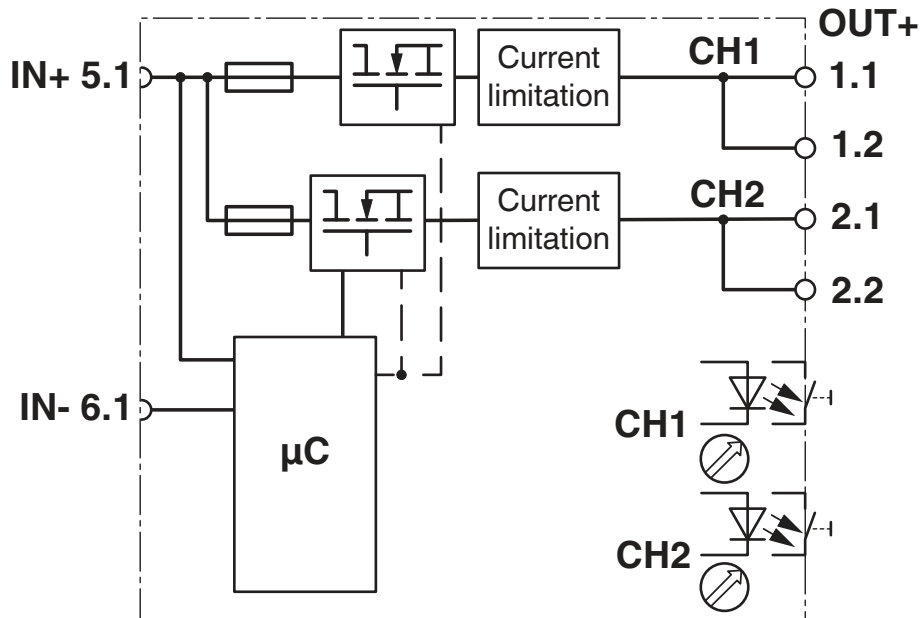 OUT+
IN+ 5.1
Current
limitation
CH1
1.1
1.2
Current
limitation
CH2
2.1
2.2
IN- 6.1
µC
CH1
CH2